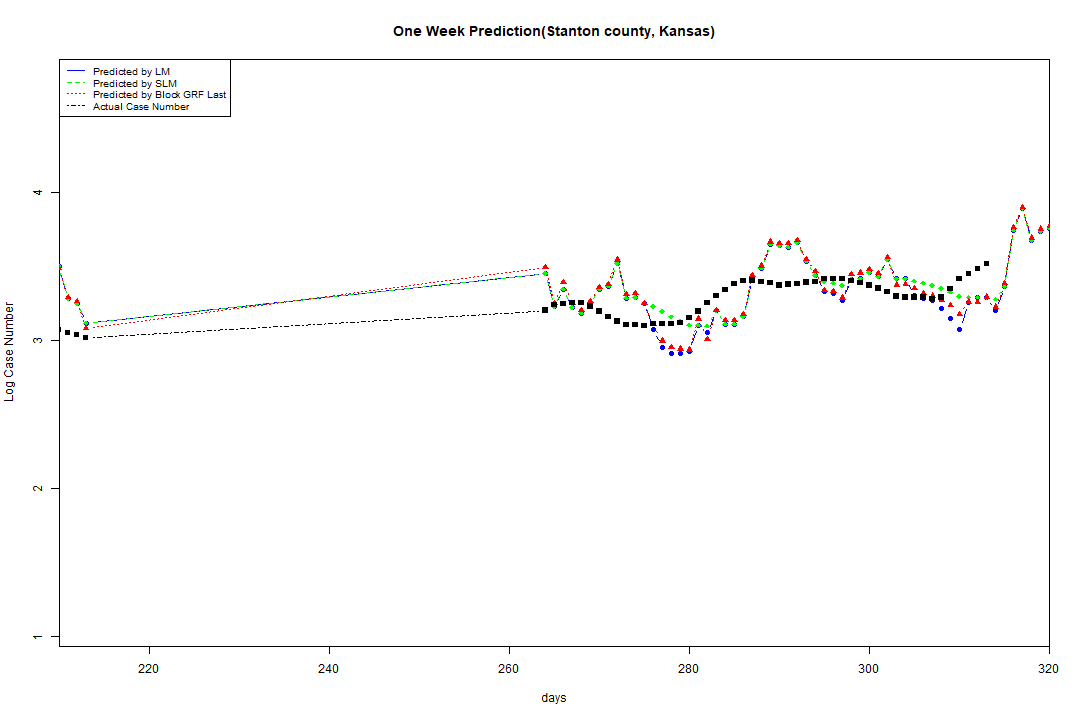 One Week Prediction(Stanton county, Kansas)
Predicted by LM
Predicted by SLM
Predicted by Block GRF Last
Actual Case Number
Log Case Number
4
3
2
1
220 240 260 280 300 320
days